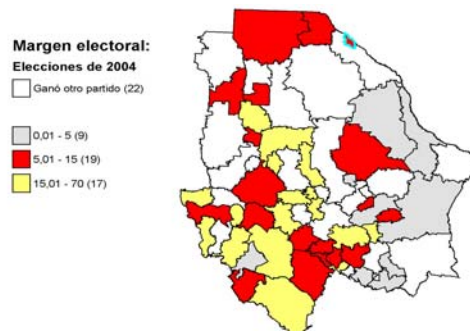 Margen electoral:
Elecciones de 2004
Ganó otro partido (22)
0,01 - 5 (9)
5,01 - 15 (19)
15,01 - 70 (17)